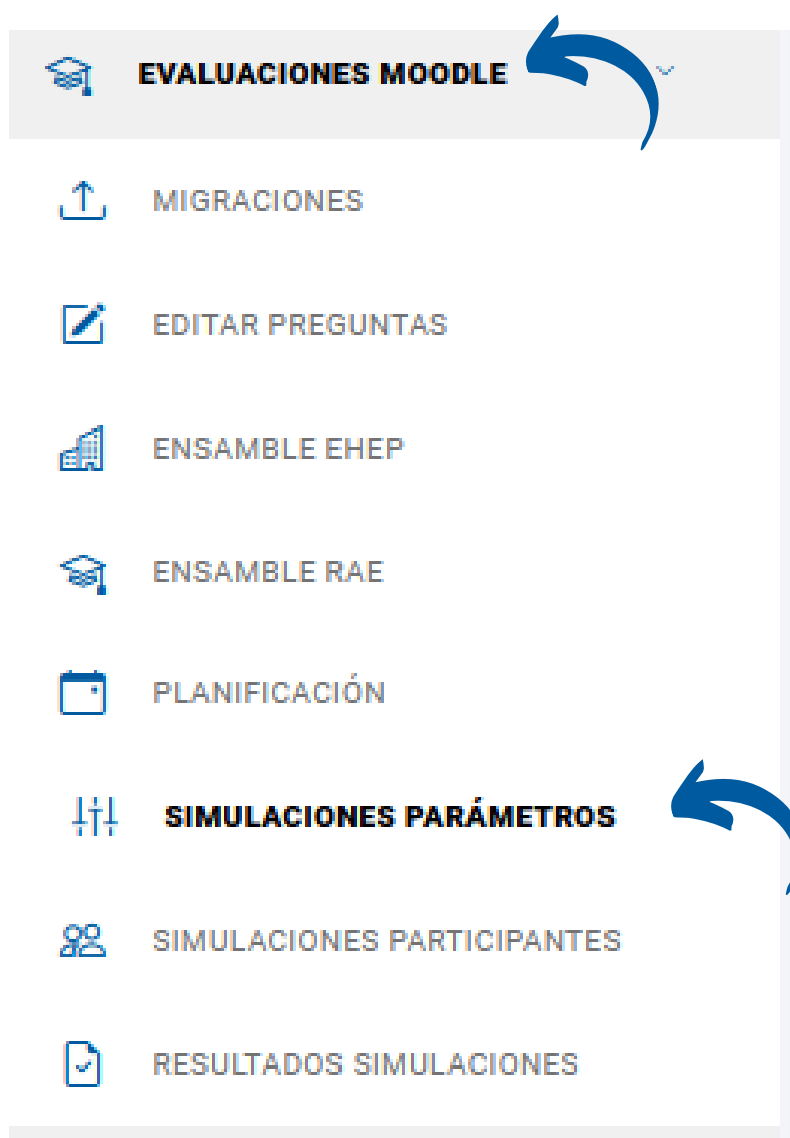 EVALUACIONES MOODLE
MIGRACIONES
EDITAR PREGUNTAS
ENSAMBLE EHEP
ENSAMBLE RAE
PLANIFICACIÓN
SIMULACIONES PARÁMETROS
SIMULACIONES PARTICIPANTES
RESULTADOS SIMULACIONES